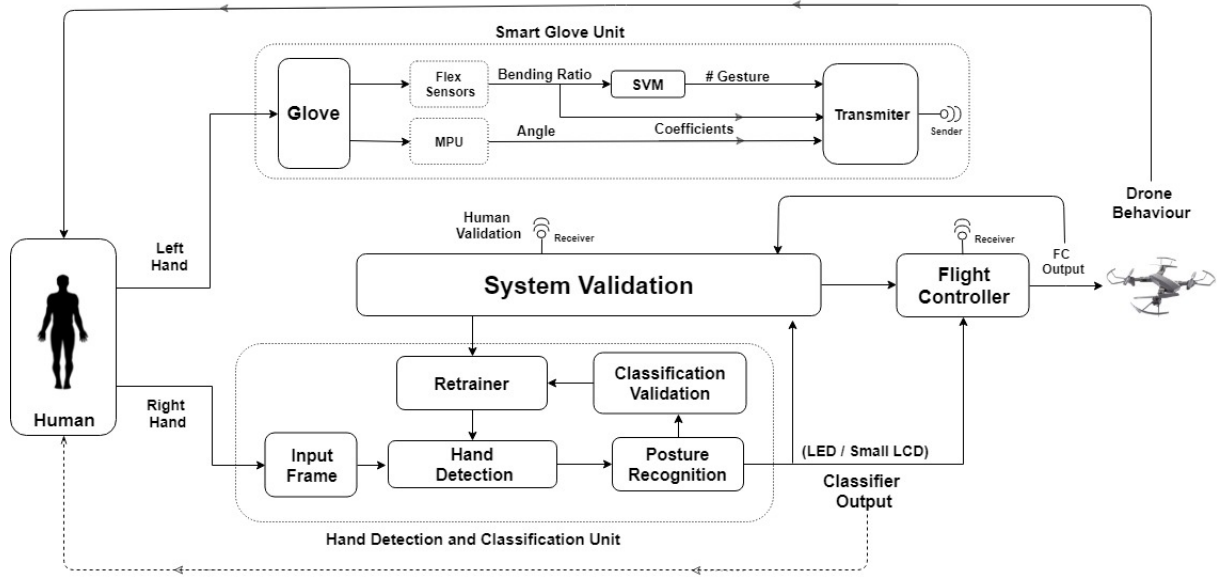 Smart Glove Unit
Glove
Flex
Sensors
Bending Ratio
SVM
# Gesture
Transmiter
Sender
MPU
Angle
Coefficients
Drone
Behaviour
Left
Hand
Human
Validation
Receiver
System Validation
Receiver
Flight
Controller
FC
Output
Human
Right
Hand
Retrainer
Classification
Validation
Input
Frame
Hand
Detection
Posture
Recognition
(LED / Small LCD)
Classifier
Output
Hand Detection and Classification Unit